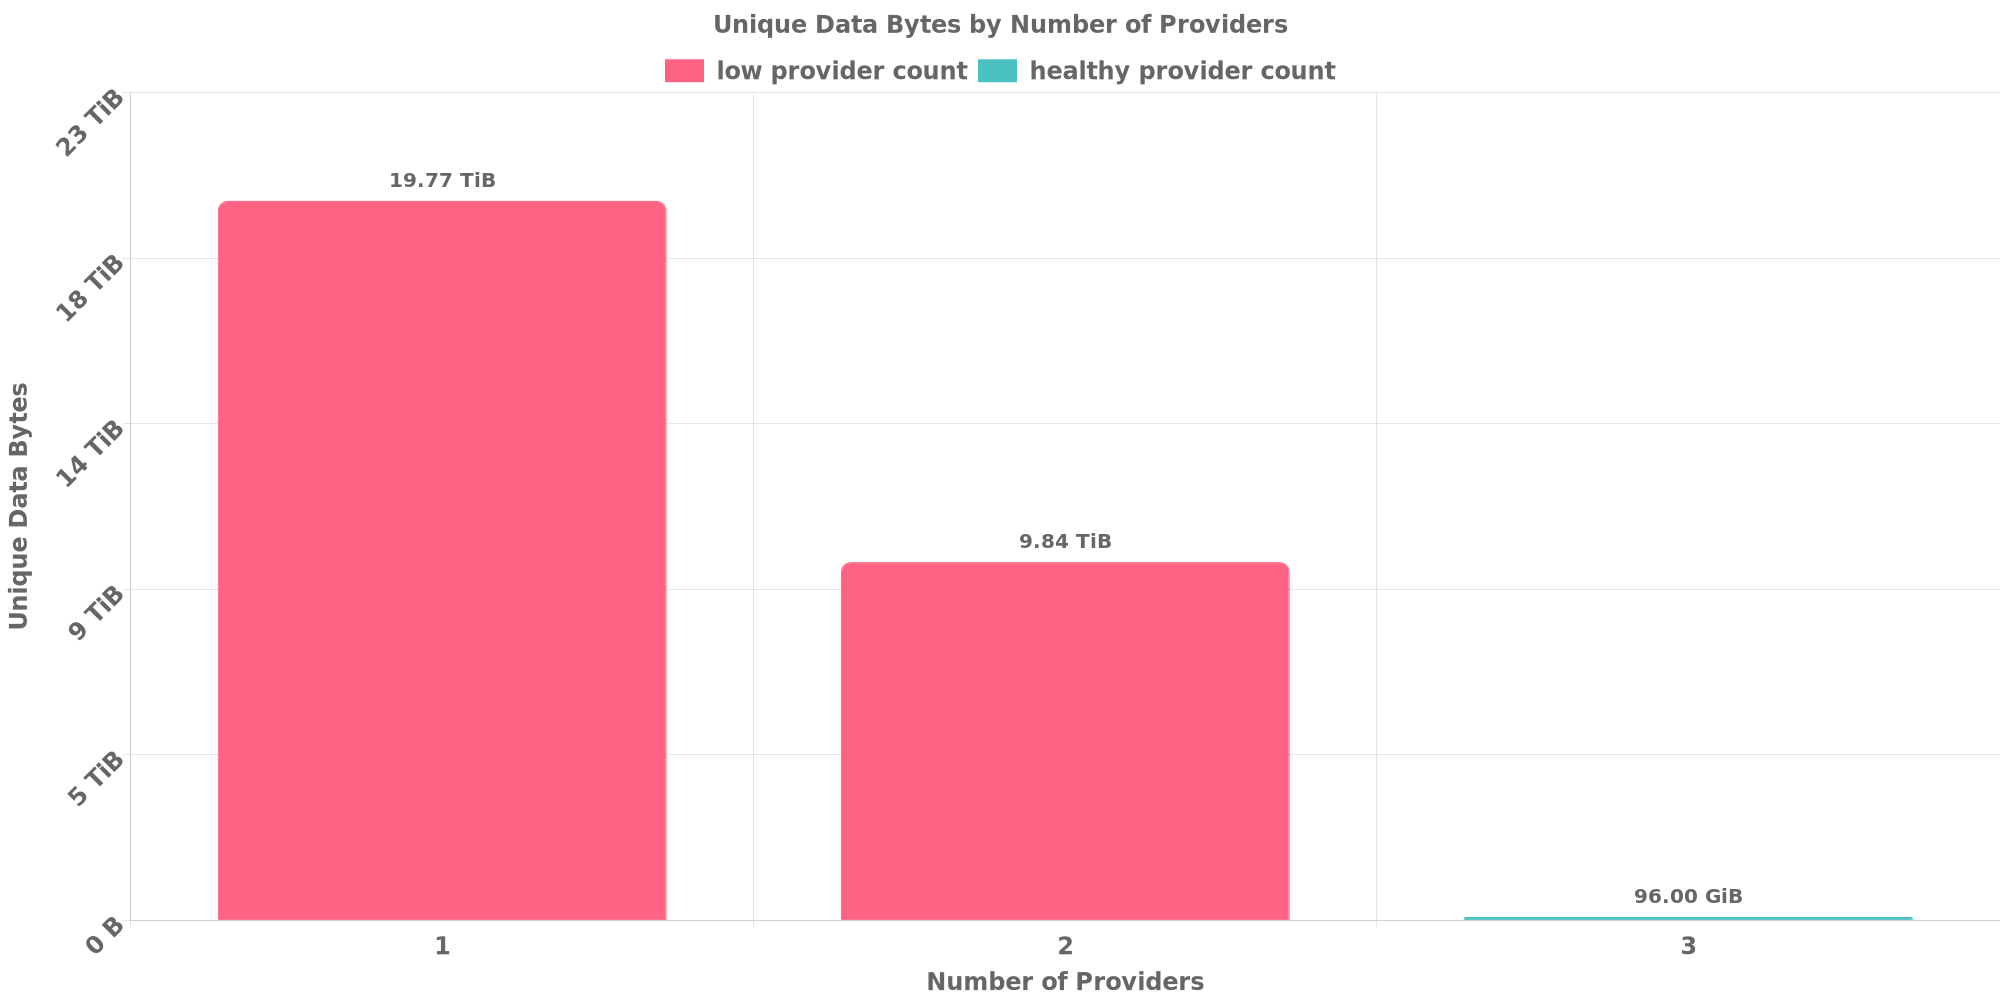 Unique Data Bytes by Number of Providers
low provider count healthy provider count
23 TiB
18 TiB
14 TiB
9 TiB
5 TiB
0 B
Unique Data Bytes
19.77 TiB
9.84 TiB
96.00 GiB
1 2 3
Number of Providers